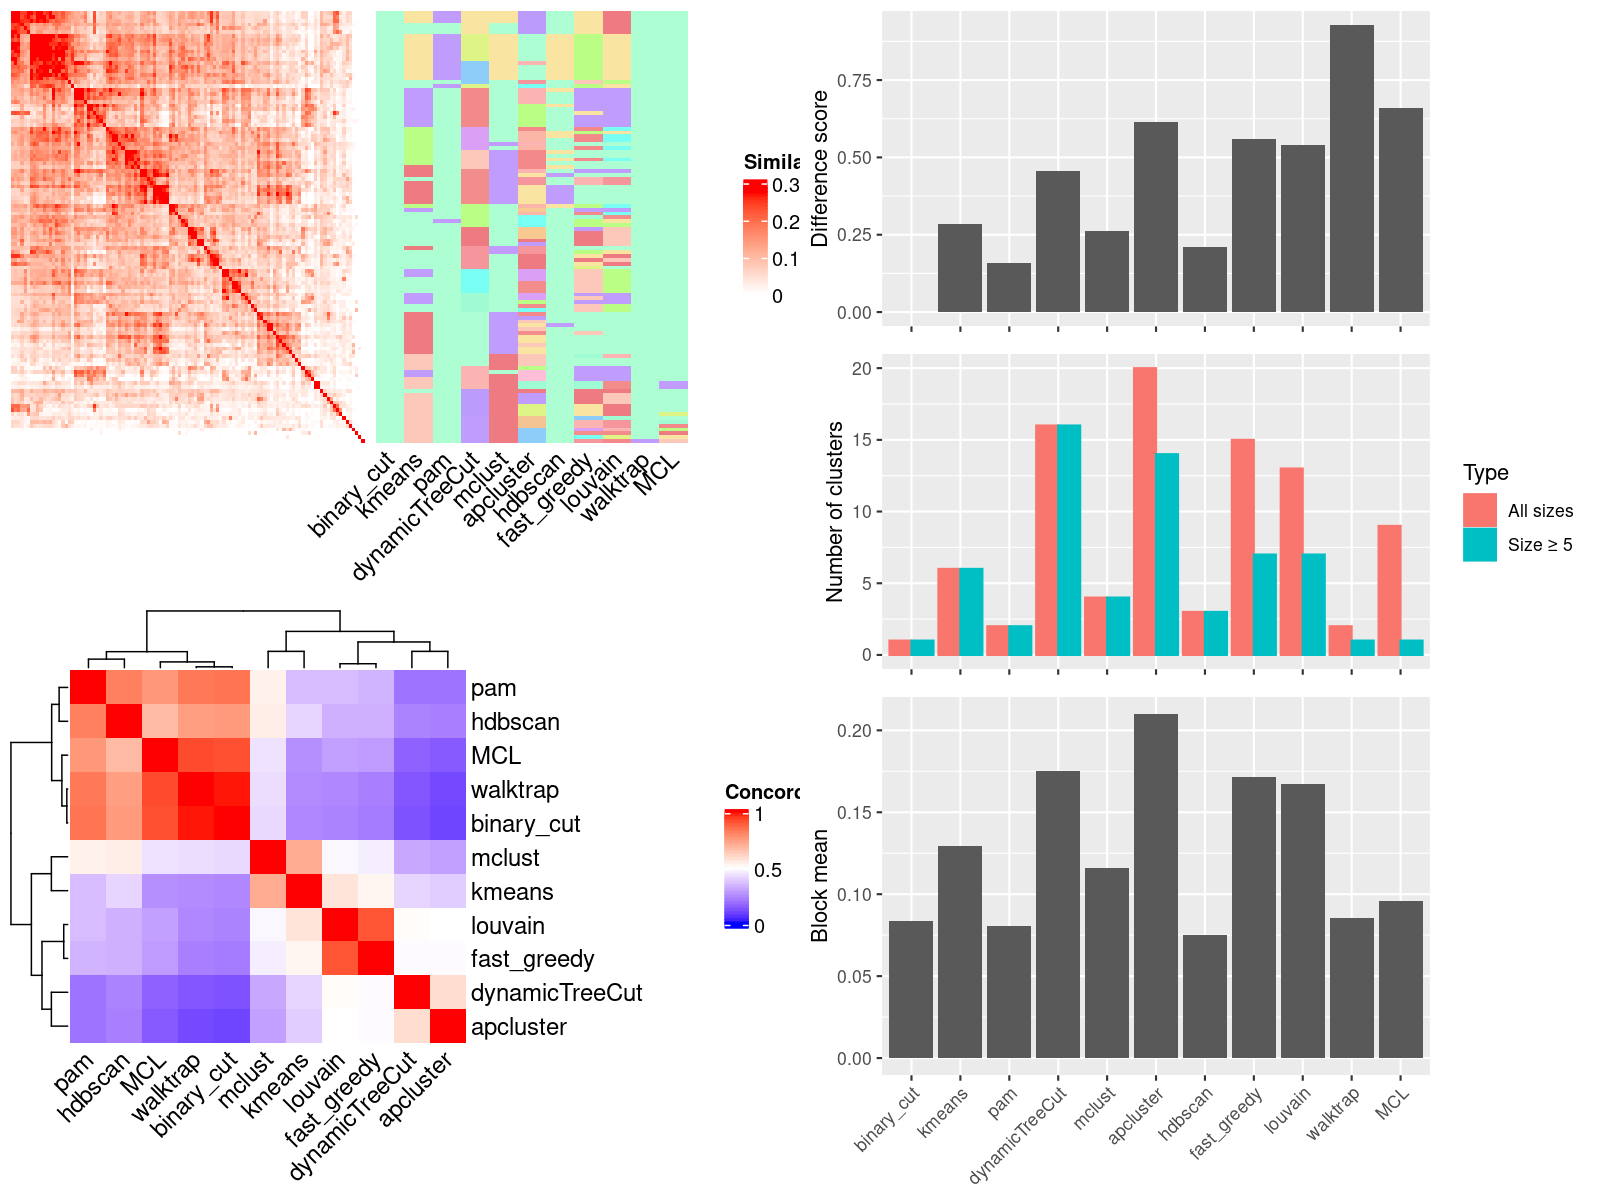 Simila
0.3
0.2
0.1
0
binary_cut
kmeans
pam
dynamicTreeCut
mclust
apcluster
hdbscan
fast_greedy
louvain
walktrap
MCL
pam
hdbscan
MCL
walktrap
binary_cut
mclust
kmeans
louvain
fast_greedy
dynamicTreeCut
apcluster
pam
hdbscan
MCL
walktrap
binary_cut
mclust
kmeans
louvain
fast_greedy
dynamicTreeCut
apcluster
Concord
1
0.5
0
Difference score
0.75
0.50
0.25
0.00
Number of clusters
20
15
10
5
0
Type
All sizes
Size ≥ 5
Block mean
0.20
0.15
0.10
0.05
0.00
binary_cut
kmeans
pam
dynamicTreeCut
mclust
apcluster
hdbscan
fast_greedy
louvain
walktrap
MCL